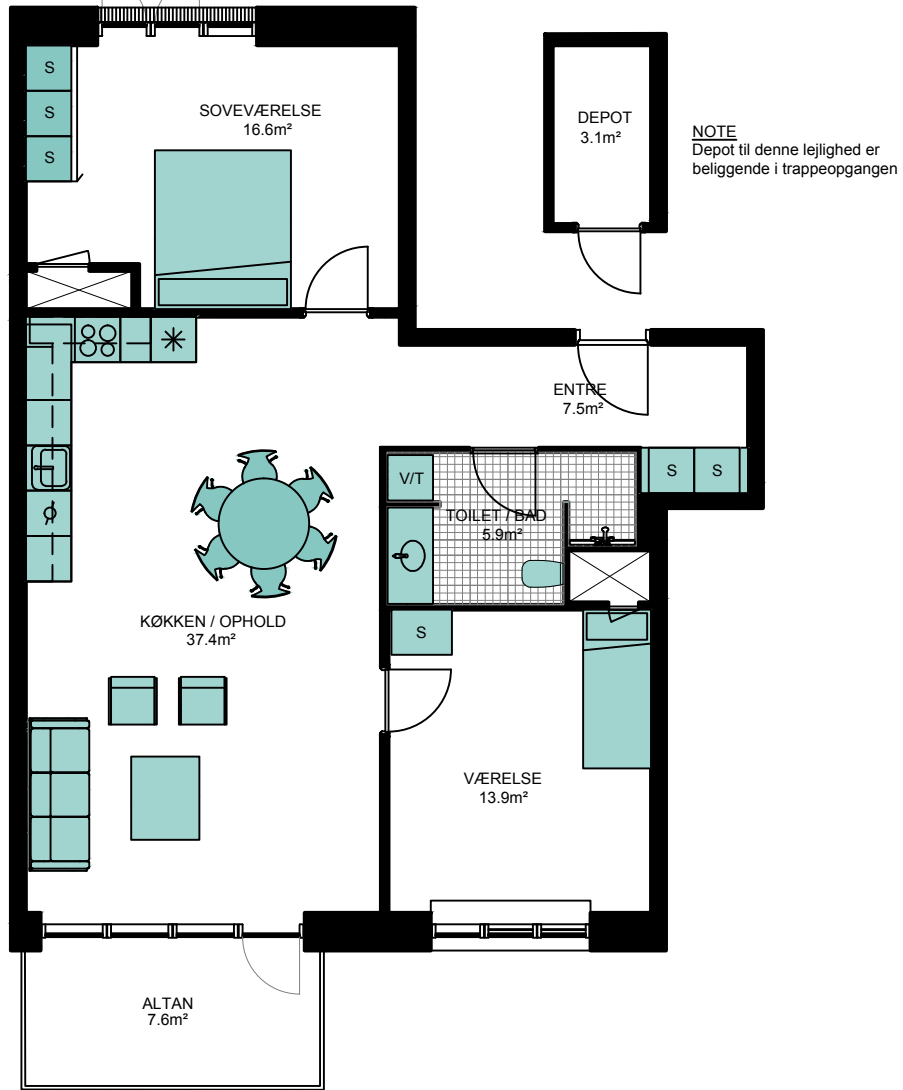 S
S
S
SOVEVÆRELSE
16.6m²
DEPOT
3.1m²
NOTE
Depot til denne lejlighed er
beliggende i trappeopgangen
ENTRE
7.5m²
S
S
V/T
TOILET / BAD
5.9m²
KØKKEN / OPHOLD
37.4m²
S
VÆRELSE
13.9m²
ALTAN
7.6m²